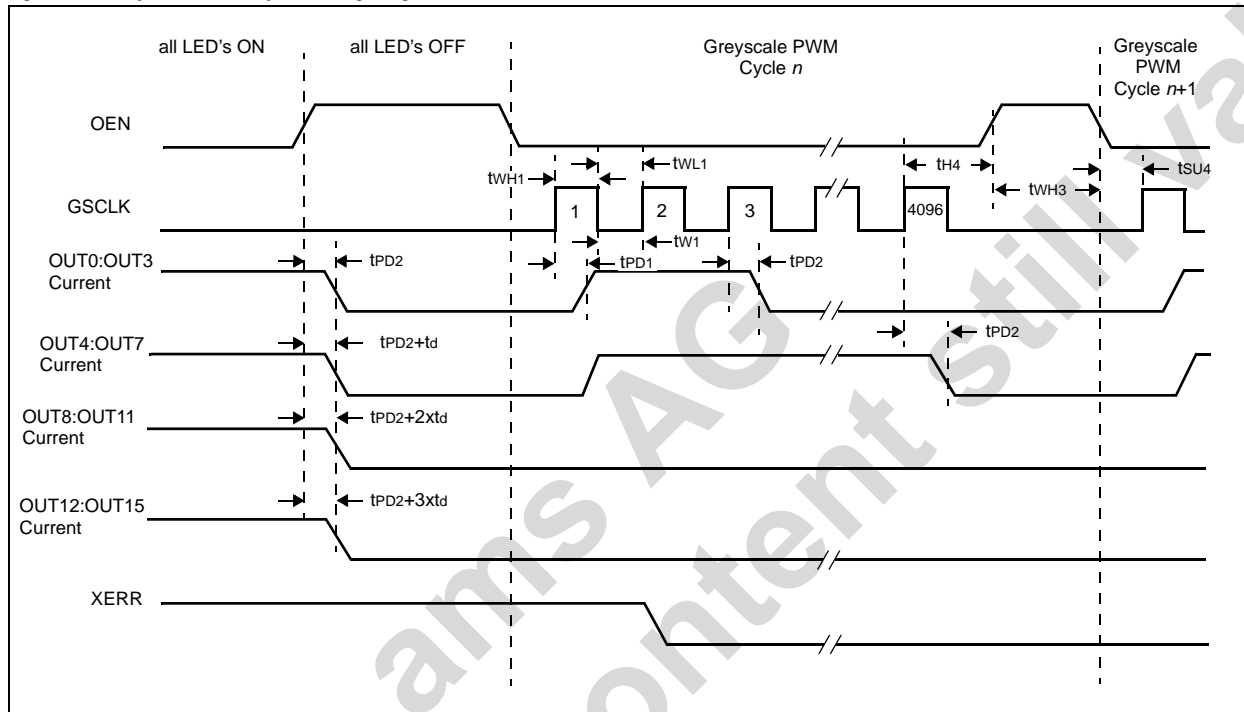 all LED's ON
all LED's OFF
Greyscale PWM
Cycle n
Greyscale
PWM
Cycle n+1
OEN
tWL1
tH4
tWH1
tWH3
tSU4
GSCLK
1
2
3
4096
tW1
OUT0:OUT3
Current
tPD2
tPD1
tPD2
OUT4:OUT7
Current
tPD2+td
tPD2
OUT8:OUT11
Current
tPD2+2xtd
OUT12:OUT15
Current
tPD2+3xtd
XERR
ams AG
ontent still va